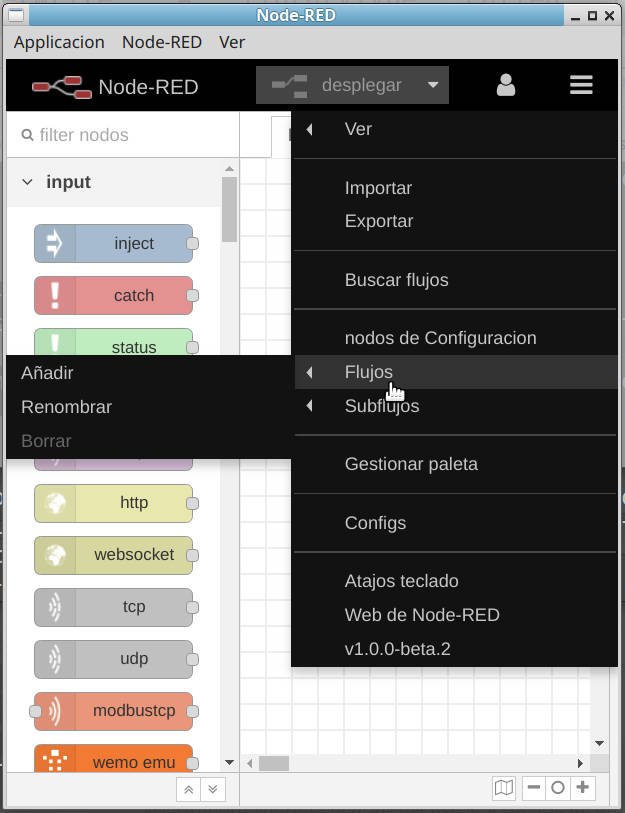 Node-RED
Applicacion Node-RED Ver
Node-RED desplegar
filter nodos
input
inject
catch
status
http
websocket
tcp
udp
modbustcp
wemo emu
Ver
Importar
Exportar
Buscar flujos
nodos de Configuracion
Flujos
Subflujos
Gestionar paleta
Configs
Atajos teclado
Web de Node-RED
v1.0.0-beta.2
Añadir
Renombrar
Borrar